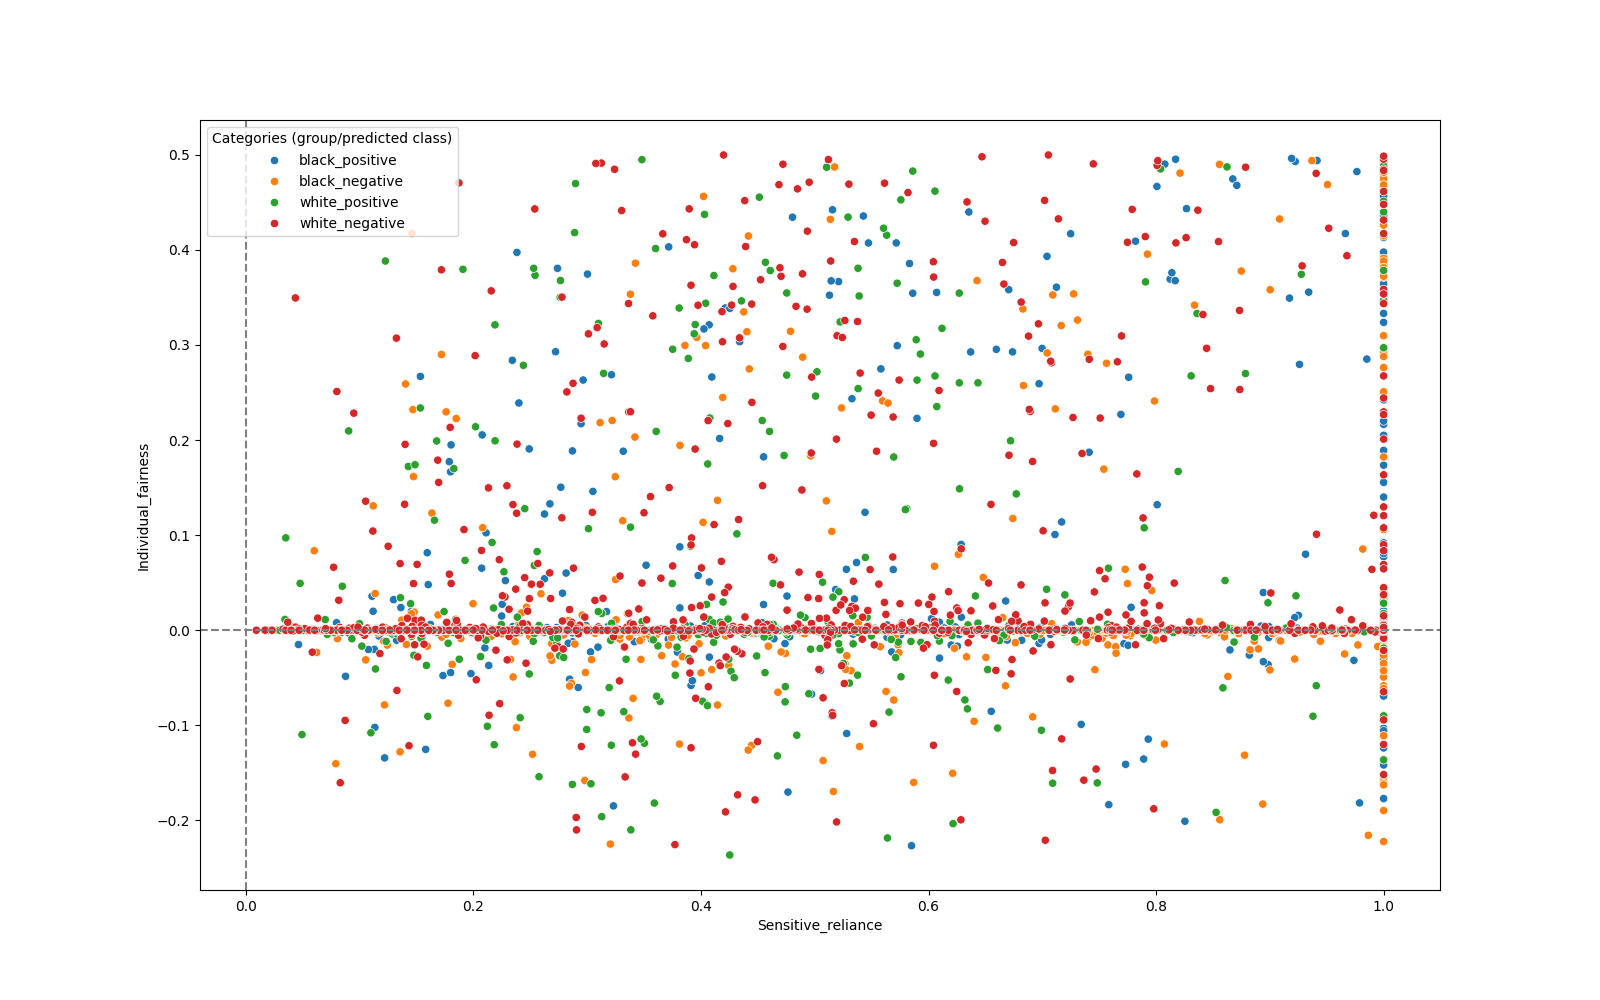 Categories (group/predicted class)
black_positive
black_negative
white_positive
white_negative
0.5
0.4
0.3
0.2
0.1
0.0
−0.1
−0.2
Individual_fairness
0.0 0.2 0.4 0.6 0.8 1.0
Sensitive_reliance